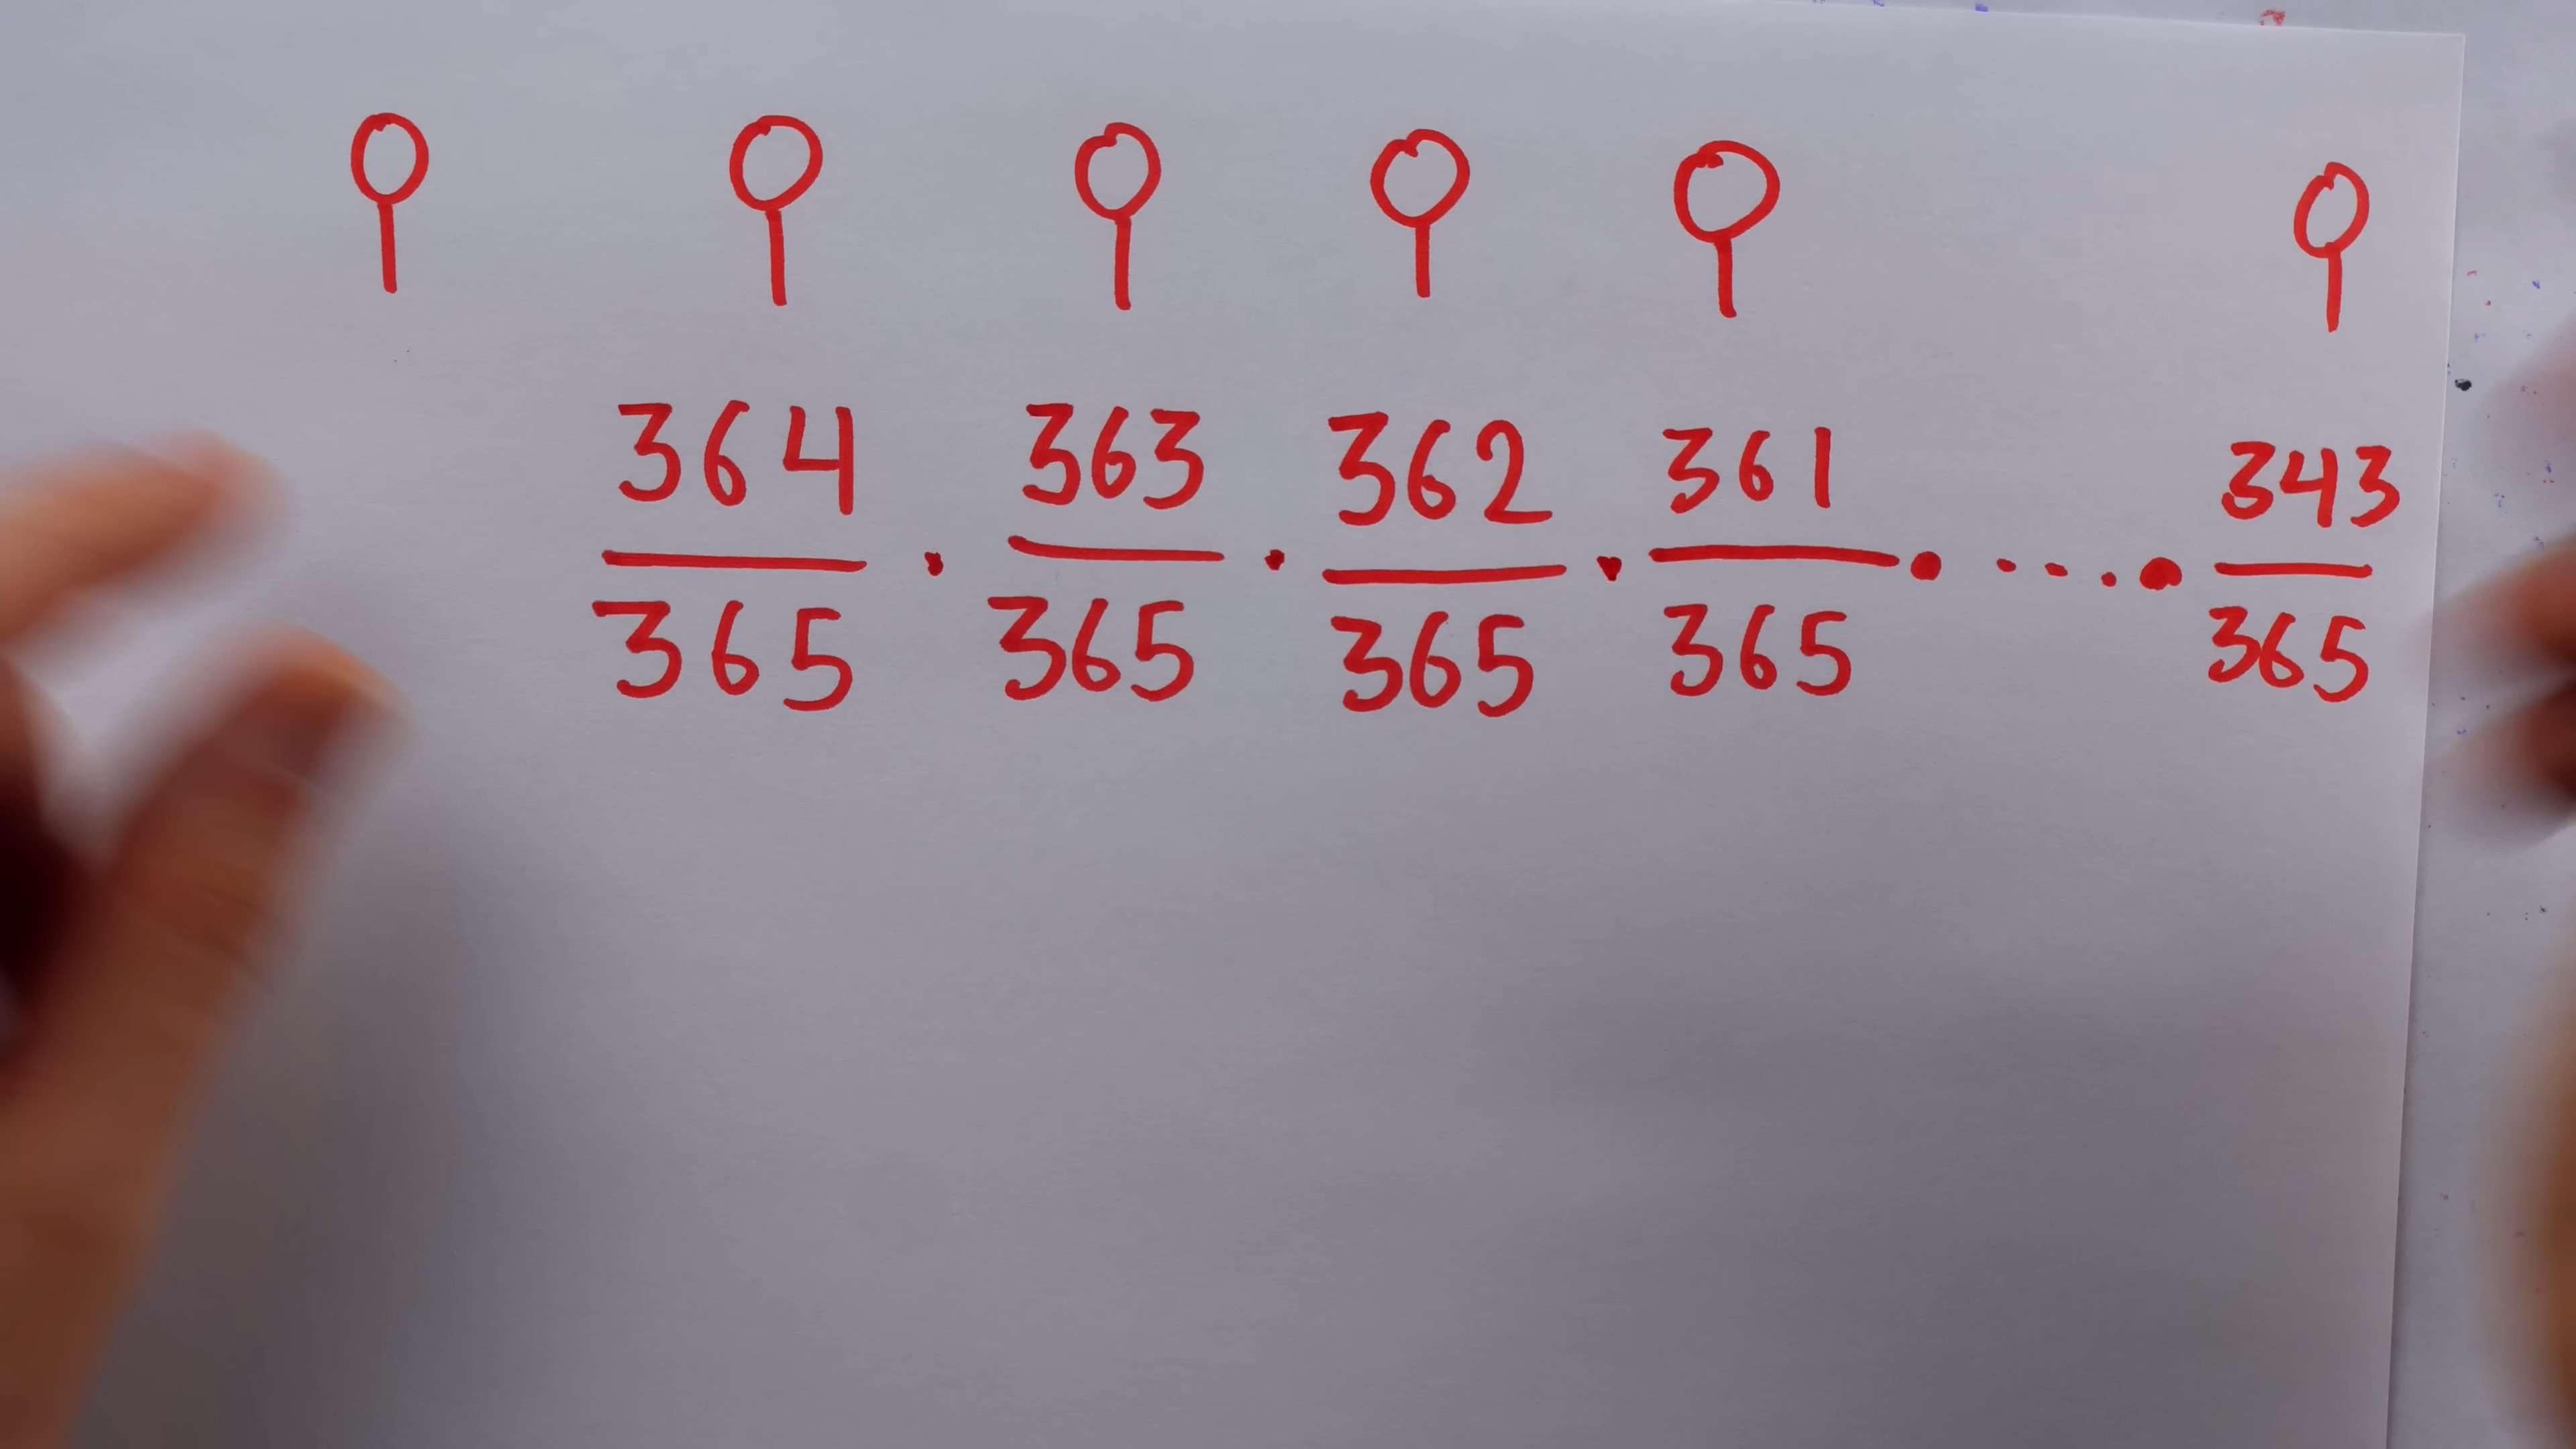 364 363 362 361 343
— · — · — · — · .... · —
365 365 365 365 365